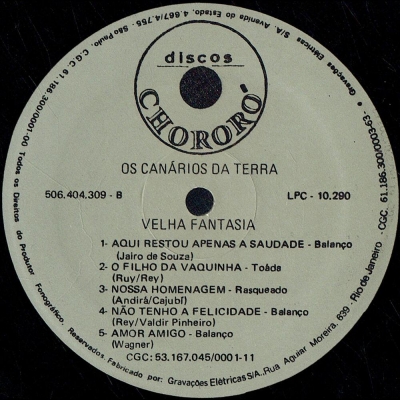 discos
CHORORÓ
OS CANÁRIOS DA TERRA
506.404.309 - B
LPC - 10.290
VELHA FANTASIA
1- AQUI RESTOU APENAS A SAUDADE - Balanço
(Jairo de Souza)
2- O FILHO DA VAQUINHA - Toáda
(Ruy/Rey)
3- NOSSA HOMENAGEM - Rasqueado
(Andirá/Cajubí)
4- NÃO TENHO A FELICIDADE - Balanço
(Rey/Valdir Pinheiro)
5- AMOR AMIGO - Balanço
(Wagner)
CGC: 53.167.045/0001-11
Todos os Direitos do Produtor Fonográfico. Reservados. Fabricado por: Gravações Elétricas S/A. Rua Aguiar Moreira, 639 - Rio de Janeiro - CGC. 61.186.300/0003-63 - e Gravações Elétricas S/A. Avenida do Estado, 4.667/4.755 - São Paulo. C.G.C. 61.186.300/0001-00